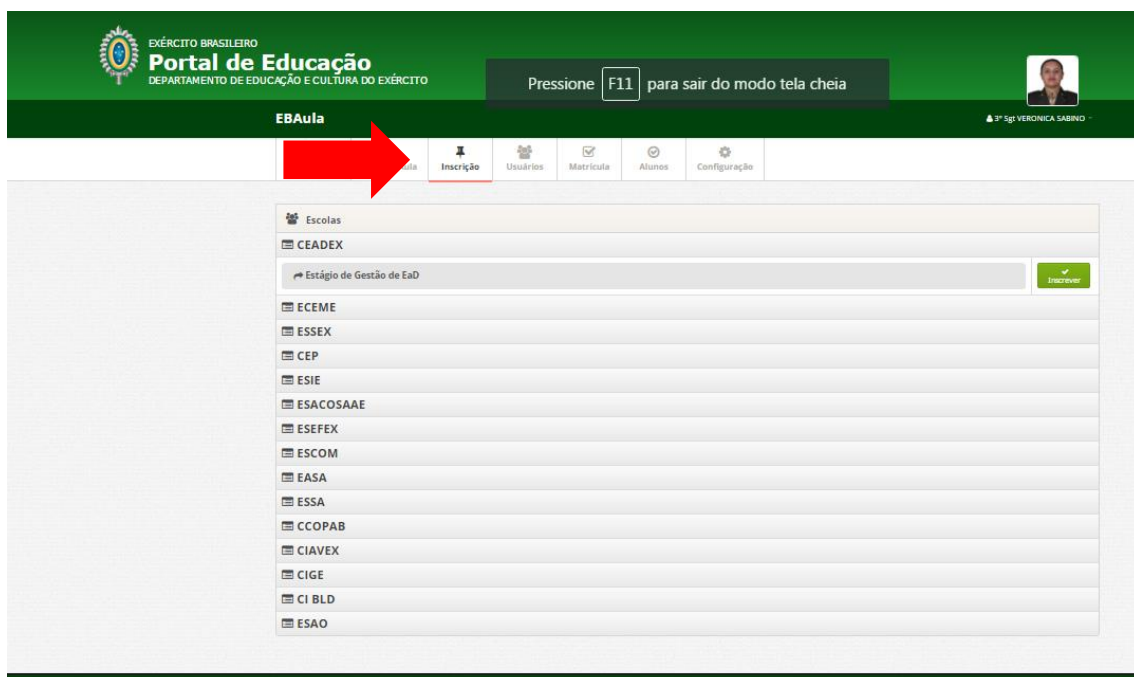 EXÉRCITO BRASILEIRO
Portal de Educação
DEPARTAMENTO DE EDUCAÇÃO E CULTURA DO EXÉRCITO
Pressione F11 para sair do modo tela cheia
EBAula
3º Sgt VERONICA SABINO
Inscrição
Usuários
Matrícula
Alunos
Configuração
Escolas
CEADEX
Estágio de Gestão de EaD
Inscrever
ECEME
ESSEX
CEP
ESIE
ESACOSAAE
ESEFEX
ESCOM
EASA
ESSA
CCOPAB
CIAVEX
CIGE
CI BLD
ESAO